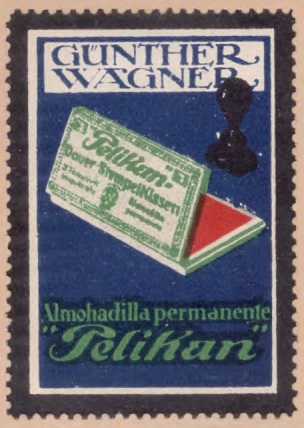 GÜNTHER
WAGNER
"Pelikan"-
Dauer Stempelkissen
Almohadilla permanente
"Pelikan"